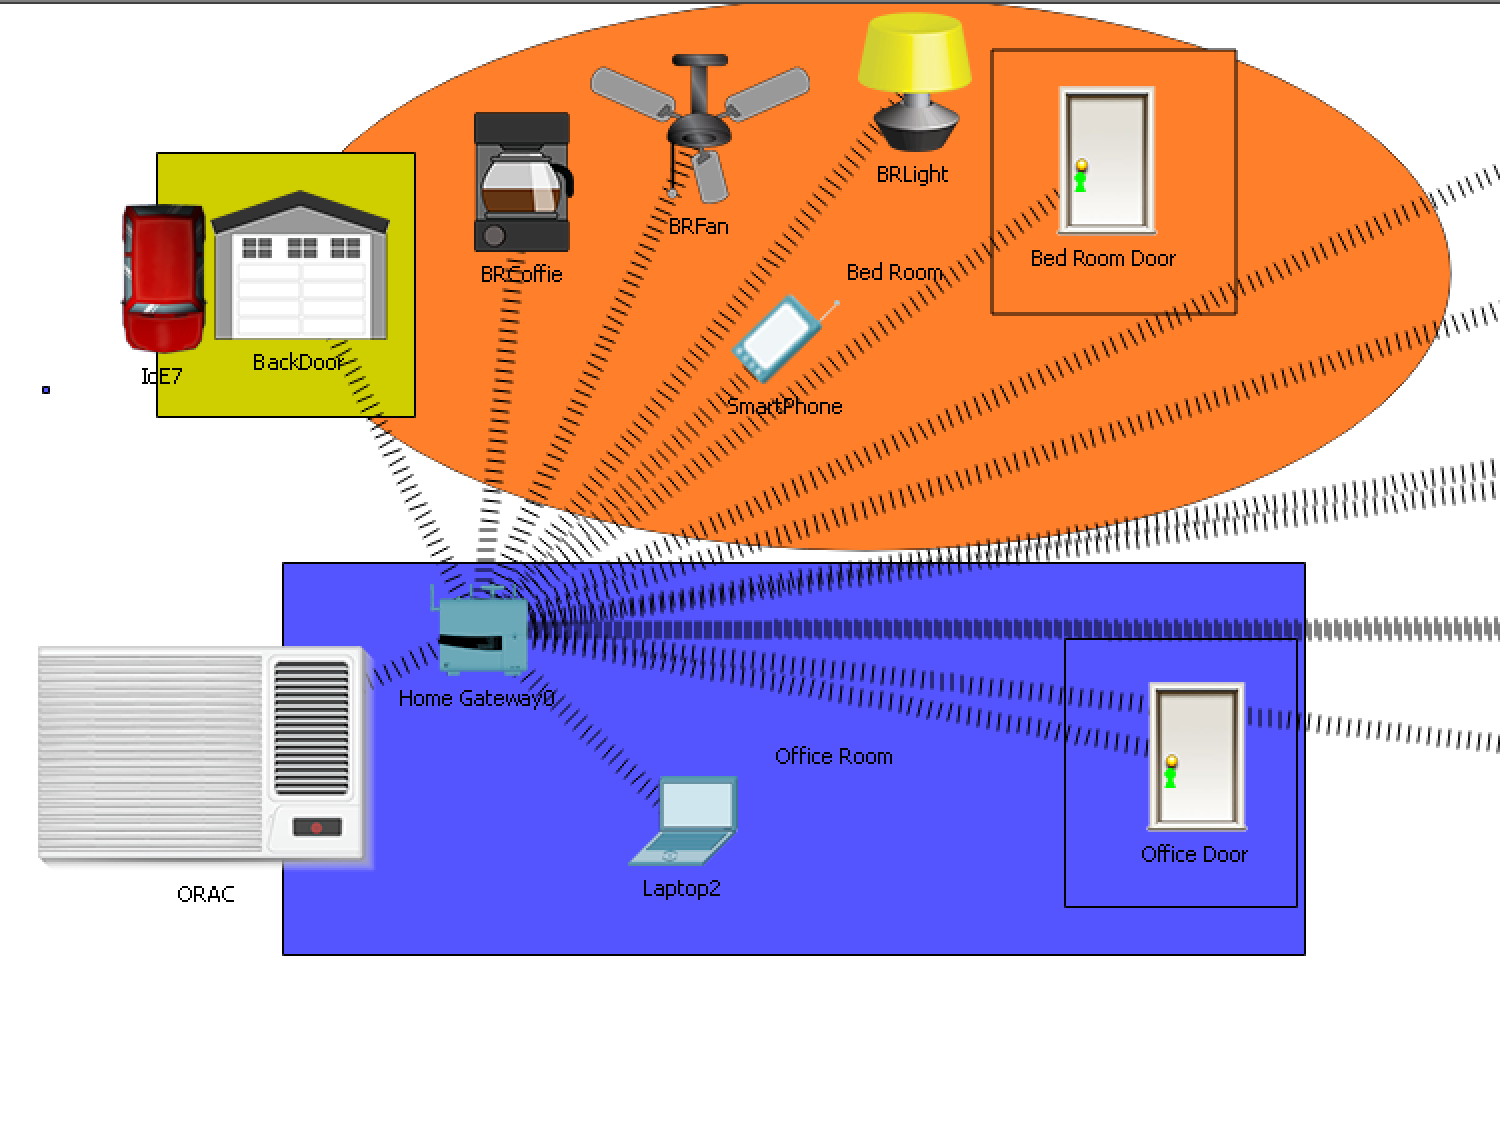 BRLight
BRFan
Bed Room Door
Bed Room
BRCoffie
BackDoor
IoE7
SmartPhone
Home Gateway0
Office Room
Office Door
Laptop2
ORAC